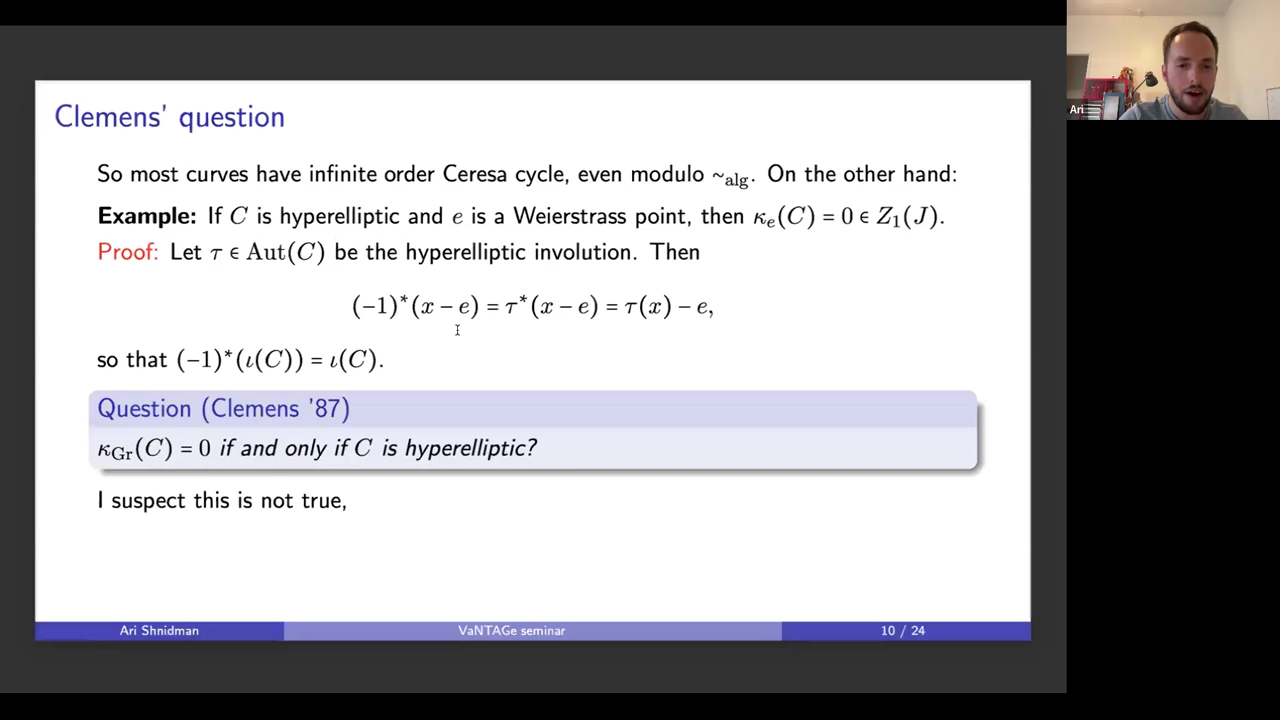 Clemens' question
So most curves have infinite order Ceresa cycle, even modulo ~alg. On the other hand:
Example: If C is hyperelliptic and e is a Weierstrass point, then κₑ(C) = 0 ∈ Z₁(J).
Proof: Let τ ∈ Aut(C) be the hyperelliptic involution. Then
(−1)*(x − e) = τ*(x − e) = τ(x) − e,
so that (−1)*(ι(C)) = ι(C).
Question (Clemens '87)
κGr(C) = 0 if and only if C is hyperelliptic?
I suspect this is not true,
Ari Shnidman VaNTAGe seminar 10 / 24
Ari